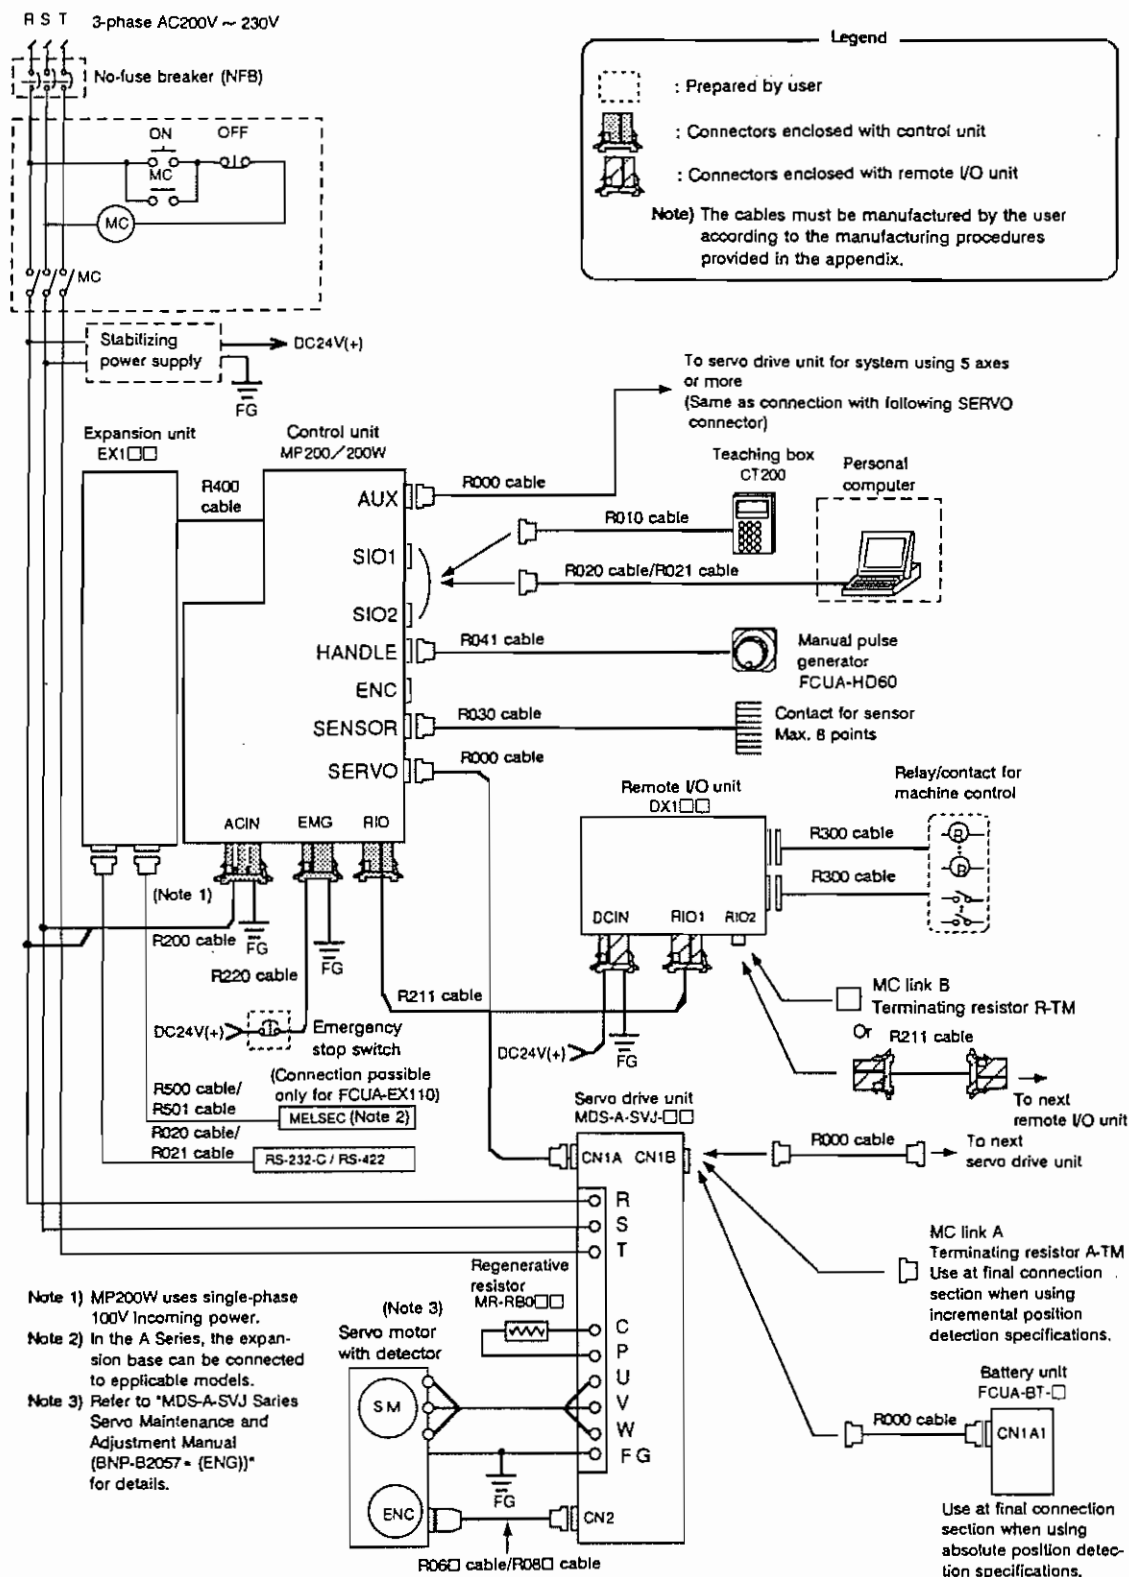 R S T 3-phase AC200V ~ 230V
No-fuse breaker (NFB)
ON OFF
MC
MC
MC
Stabilizing
power supply
DC24V(+)
FG
Legend
: Prepared by user
: Connectors enclosed with control unit
: Connectors enclosed with remote I/O unit
Note) The cables must be manufactured by the user
according to the manufacturing procedures
provided in the appendix.
To servo drive unit for system using 5 axes
or more
(Same as connection with following SERVO
connector)
Expansion unit
EX1□□
Control unit
MP200/200W
R400
cable
AUX
R000 cable
Teaching box
CT200
Personal
computer
R010 cable
SIO1
R020 cable/R021 cable
SIO2
HANDLE
R041 cable
Manual pulse
generator
FCUA-HD60
ENC
SENSOR
R030 cable
Contact for sensor
Max. 8 points
SERVO
R000 cable
Remote I/O unit
DX1□□
Relay/contact for
machine control
ACIN EMG RIO
R300 cable
R
R
R300 cable
(Note 1)
DCIN RIO1 RIO2
R200 cable
FG
FG
R220 cable
R211 cable
MC link B
Terminating resistor R-TM
Or R211 cable
DC24V(+)
Emergency
stop switch
DC24V(+)
FG
(Connection possible
only for FCUA-EX110)
R500 cable/
R501 cable
MELSEC (Note 2)
R020 cable/
R021 cable
RS-232-C / RS-422
To next
remote I/O unit
Servo drive unit
MDS-A-SVJ-□□
R000 cable
To next
servo drive unit
CN1A CN1B
R
S
T
MC link A
Terminating resistor A-TM
Use at final connection
section when using
incremental position
detection specifications.
Regenerative
resistor
MR-RB0□□
Note 1) MP200W uses single-phase
100V incoming power.
Note 2) In the A Series, the expan-
sion base can be connected
to epplicable models.
Note 3) Refer to "MDS-A-SVJ Saries
Servo Maintenance and
Adjustment Manual
(BNP-B2057* (ENG))"
for details.
(Note 3)
Servo motor
with detector
C
P
U
V
W
FG
SM
FG
ENC
CN2
R06□ cable/R08□ cable
Battery unit
FCUA-BT-□
R000 cable
CN1A1
Use at final connection
section when using
absolute position detec-
tion specifications.